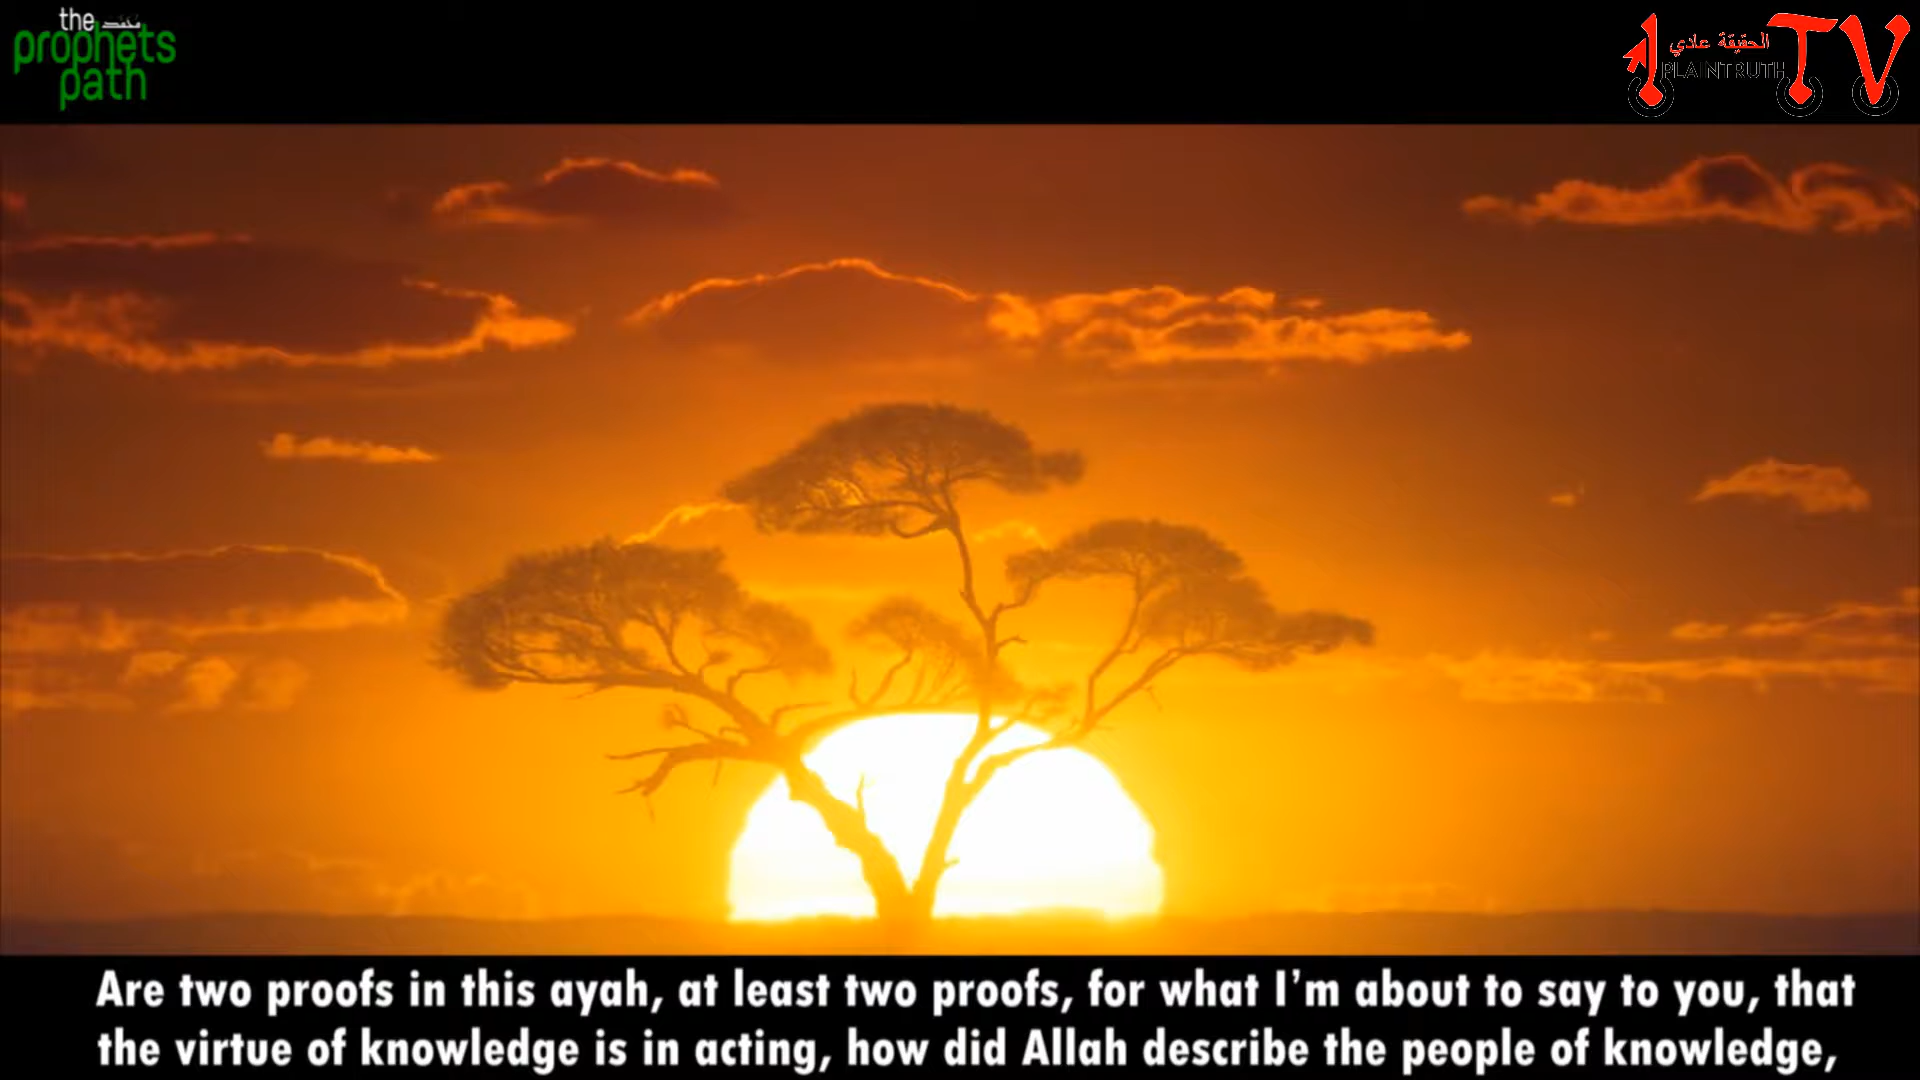 the محمد
prophets
path
الحقيقة عادي
PLAINTRUTH TV
Are two proofs in this ayah, at least two proofs, for what I’m about to say to you, that
the virtue of knowledge is in acting, how did Allah describe the people of knowledge,